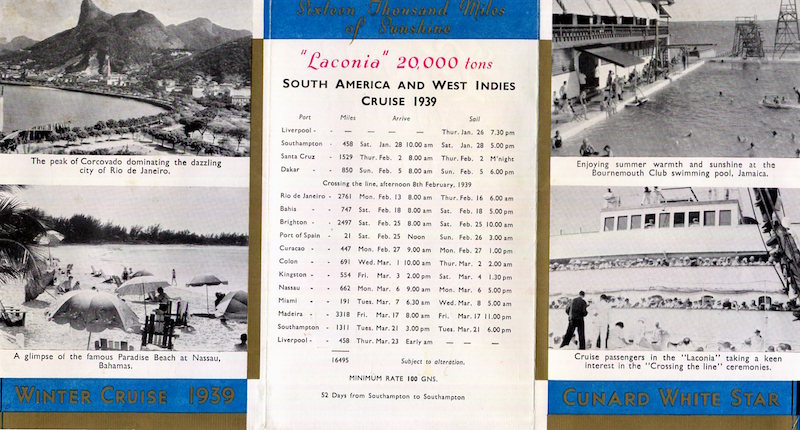 The peak of Corcovado dominating the dazzling
city of Rio de Janeiro.
A glimpse of the famous Paradise Beach at Nassau,
Bahamas.
WINTER CRUISE 1939
Sixteen Thousand Miles
of Sunshine
"Laconia" 20,000 tons
SOUTH AMERICA AND WEST INDIES
CRUISE 1939
Port Miles Arrive Sail
Liverpool - - — — — — Thur. Jan. 26 7.30 pm
Southampton - 458 Sat. Jan. 28 10.00 am Sat. Jan. 28 5.00 pm
Santa Cruz - 1529 Thur. Feb. 2 8.00 am Thur. Feb. 2 M'night
Dakar - - 850 Sun. Feb. 5 8.00 am Sun. Feb. 5 6.00 pm
Crossing the line, afternoon 8th February, 1939
Rio de Janeiro - 2761 Mon. Feb. 13 8.00 am Thur. Feb. 16 6.00 am
Bahia - - 747 Sat. Feb. 18 8.00 am Sat. Feb. 18 5.00 pm
Brighton - - 2497 Sat. Feb. 25 8.00 am Sat. Feb. 25 10.00 am
Port of Spain - 21 Sat. Feb. 25 Noon Sun. Feb. 26 3.00 am
Curacao - - 447 Mon. Feb. 27 9.00 am Mon. Feb. 27 1.00 pm
Colon - - 691 Wed. Mar. 1 10.00 am Thur. Mar. 2 2.00 am
Kingston - - 554 Fri. Mar. 3 2.00 pm Sat. Mar. 4 1.30 pm
Nassau - - 662 Mon. Mar. 6 9.00 am Mon. Mar. 6 5.00 pm
Miami - - 191 Tues. Mar. 7 6.30 am Wed. Mar. 8 5.00 am
Madeira - - 3318 Fri. Mar. 17 8.00 am Fri. Mar. 17 11.00 pm
Southampton - 1311 Tues. Mar. 21 3.00 pm Tues. Mar. 21 6.00 pm
Liverpool - - 458 Thur. Mar. 23 Early am — — —
16495 Subject to alteration.
MINIMUM RATE 100 GNS.
52 Days from Southampton to Southampton
Enjoying summer warmth and sunshine at the
Bournemouth Club swimming pool, Jamaica.
Cruise passengers in the "Laconia" taking a keen
interest in the "Crossing the line" ceremonies.
CUNARD WHITE STAR